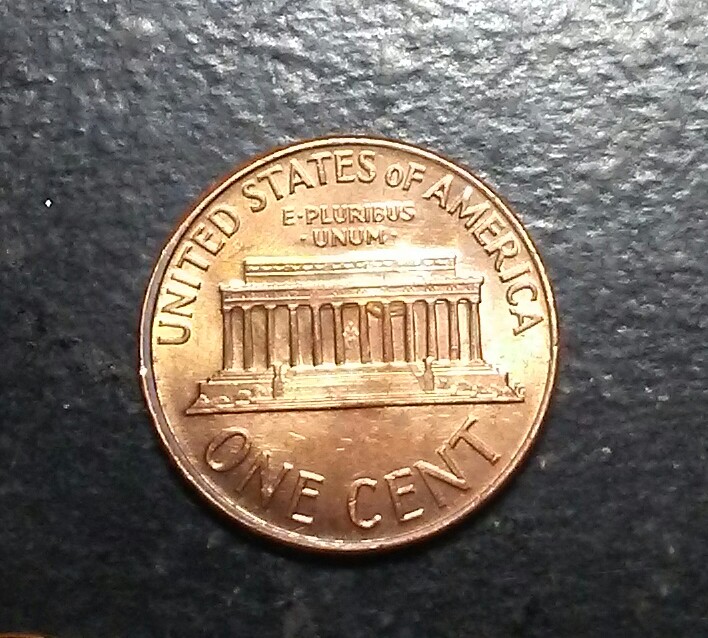 UNITED STATES oF AMERICA
E·PLURIBUS
·UNUM·
ONE CENT